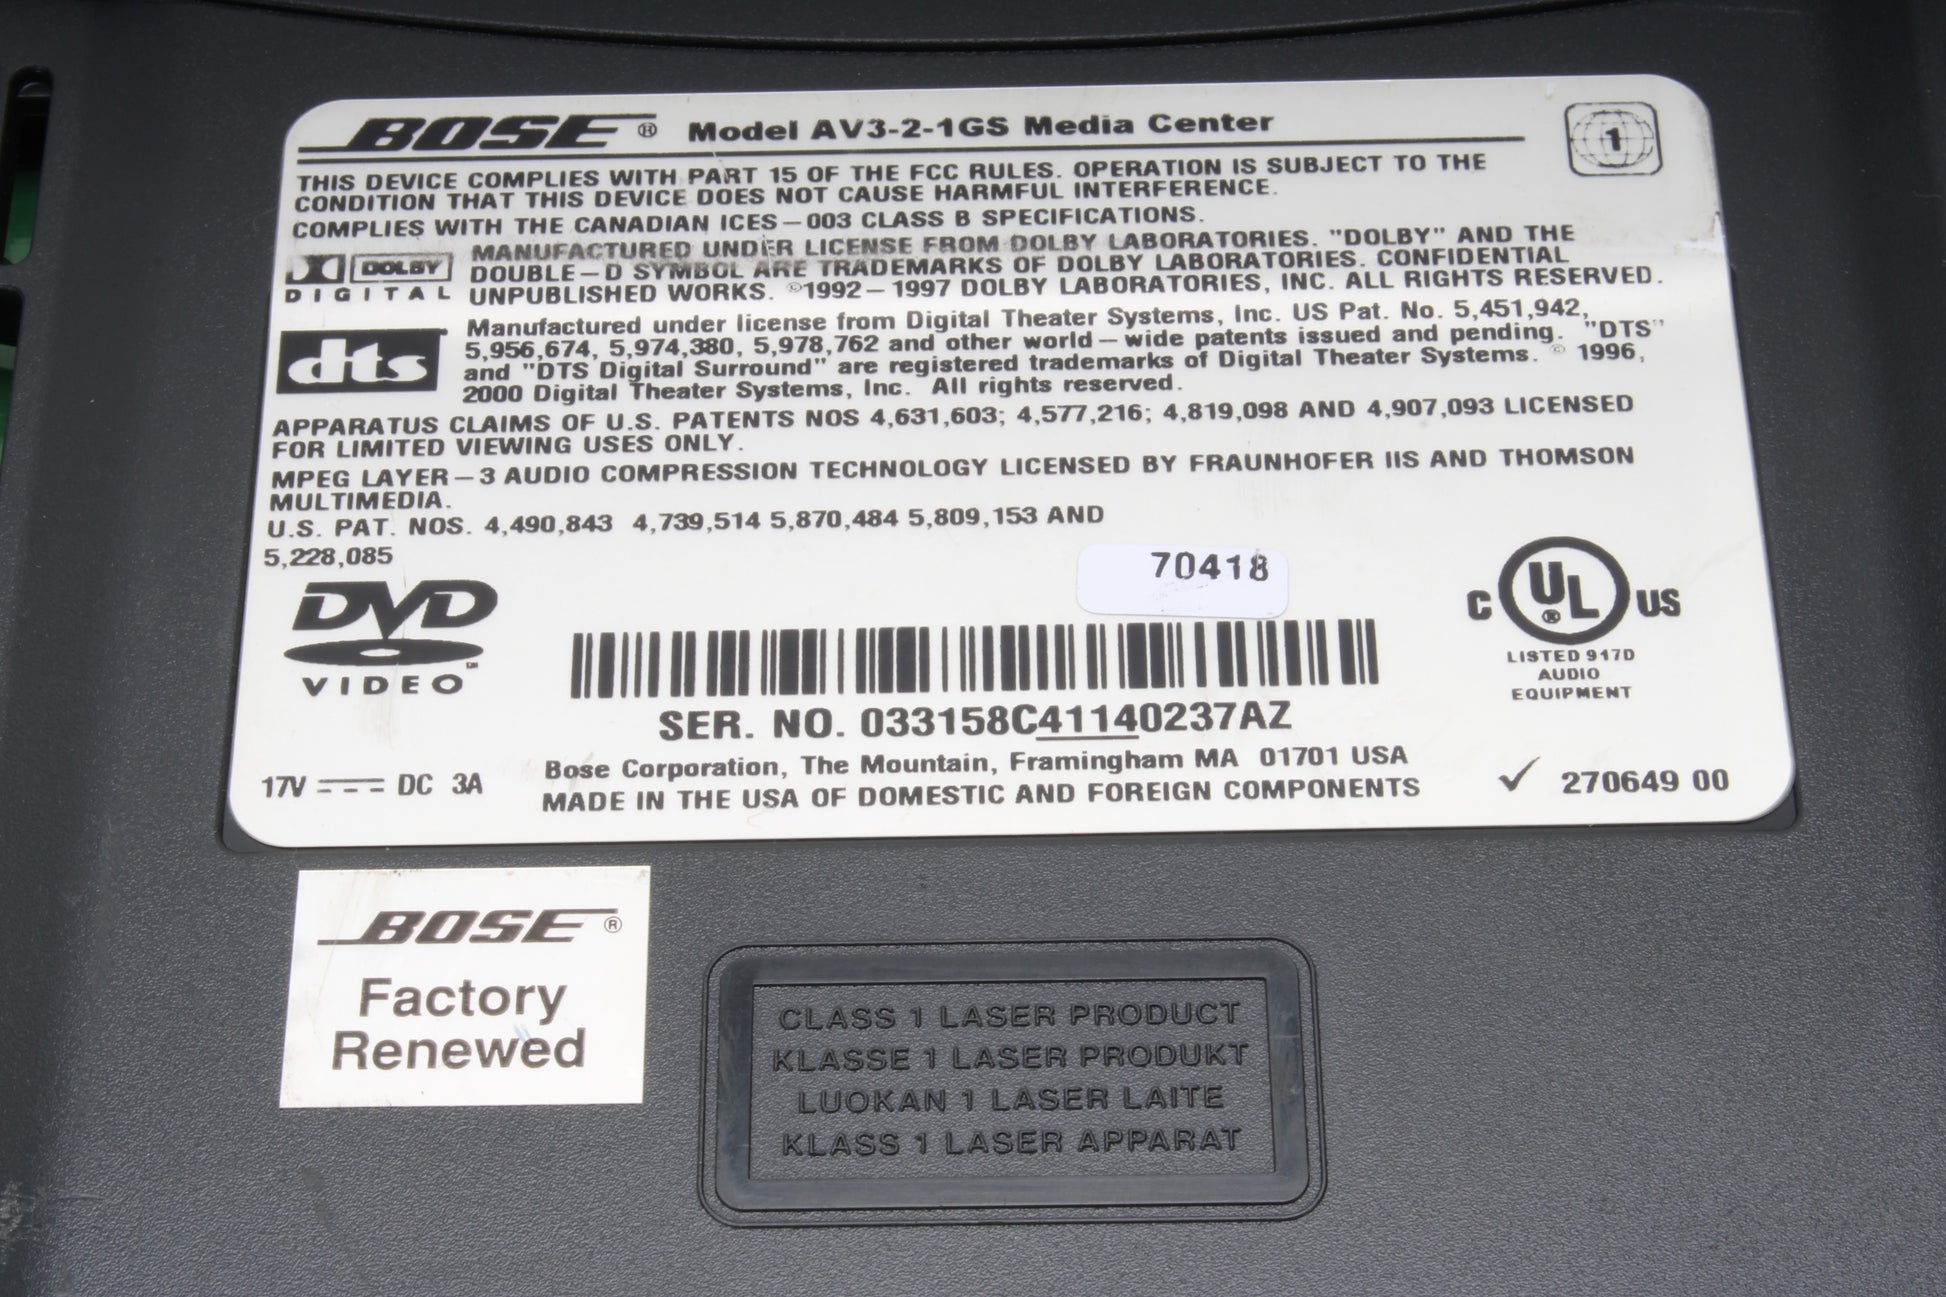 BOSE® Model AV3-2-1GS Media Center
1
THIS DEVICE COMPLIES WITH PART 15 OF THE FCC RULES. OPERATION IS SUBJECT TO THE
CONDITION THAT THIS DEVICE DOES NOT CAUSE HARMFUL INTERFERENCE.
COMPLIES WITH THE CANADIAN ICES-003 CLASS B SPECIFICATIONS.
DOLBY
DIGITAL
MANUFACTURED UNDER LICENSE FROM DOLBY LABORATORIES. "DOLBY" AND THE
DOUBLE-D SYMBOL ARE TRADEMARKS OF DOLBY LABORATORIES. CONFIDENTIAL
UNPUBLISHED WORKS. ©1992-1997 DOLBY LABORATORIES, INC. ALL RIGHTS RESERVED.
dts
Manufactured under license from Digital Theater Systems, Inc. US Pat. No. 5,451,942,
5,956,674, 5,974,380, 5,978,762 and other world-wide patents issued and pending. "DTS"
and "DTS Digital Surround" are registered trademarks of Digital Theater Systems. © 1996,
2000 Digital Theater Systems, Inc. All rights reserved.
APPARATUS CLAIMS OF U.S. PATENTS NOS 4,631,603; 4,577,216; 4,819,098 AND 4,907,093 LICENSED
FOR LIMITED VIEWING USES ONLY.
MPEG LAYER-3 AUDIO COMPRESSION TECHNOLOGY LICENSED BY FRAUNHOFER IIS AND THOMSON
MULTIMEDIA.
U.S. PAT. NOS. 4,490,843 4,739,514 5,870,484 5,809,153 AND
5,228,085
70418
DVD
VIDEO™
C UL® US
LISTED 917D
AUDIO
EQUIPMENT
SER. NO. 033158C41140237AZ
17V DC 3A
Bose Corporation, The Mountain, Framingham MA 01701 USA
MADE IN THE USA OF DOMESTIC AND FOREIGN COMPONENTS
✓ 270649 00
BOSE®
Factory
Renewed
CLASS 1 LASER PRODUCT
KLASSE 1 LASER PRODUKT
LUOKAN 1 LASER LAITE
KLASS 1 LASER APPARAT